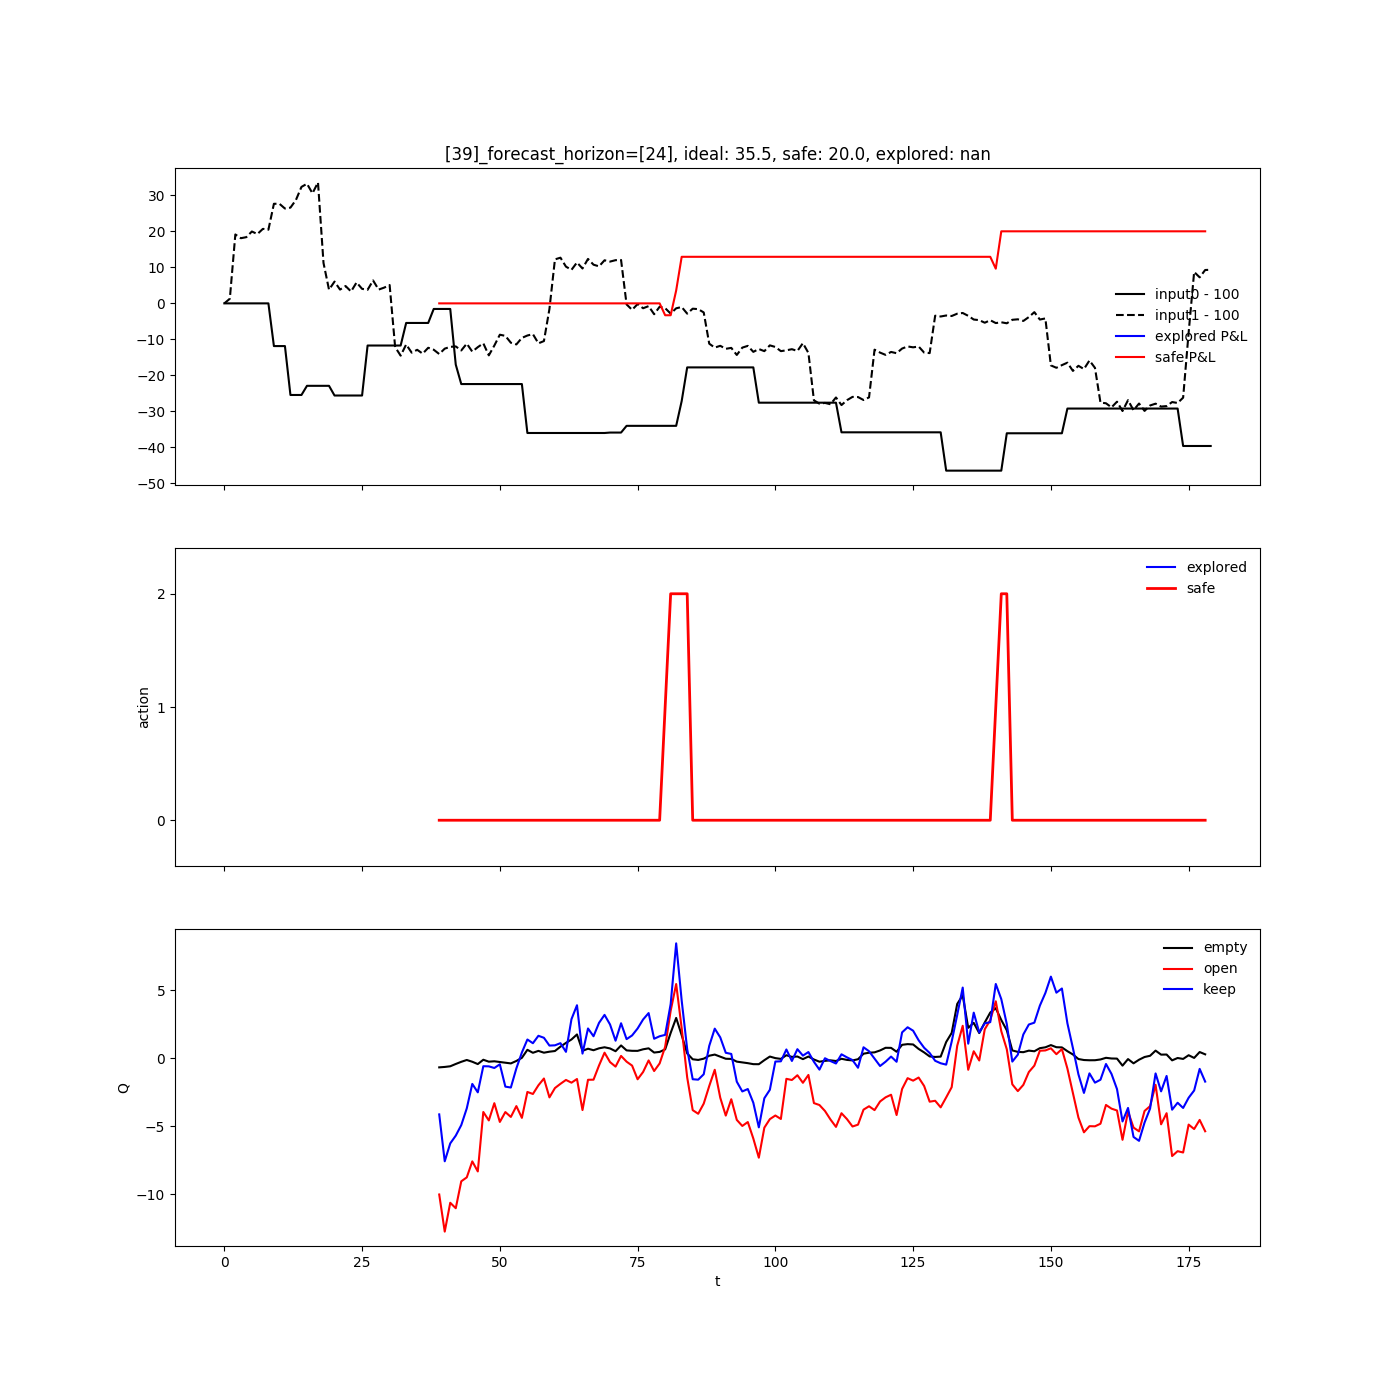 [39]_forecast_horizon=[24], ideal: 35.5, safe: 20.0, explored: nan
30
20
10
0
−10
−20
−30
−40
−50
input0 - 100
input1 - 100
explored P&L
safe P&L
action
2
1
0
explored
safe
Q
5
0
−5
−10
empty
open
keep
0 25 50 75 100 125 150 175
t